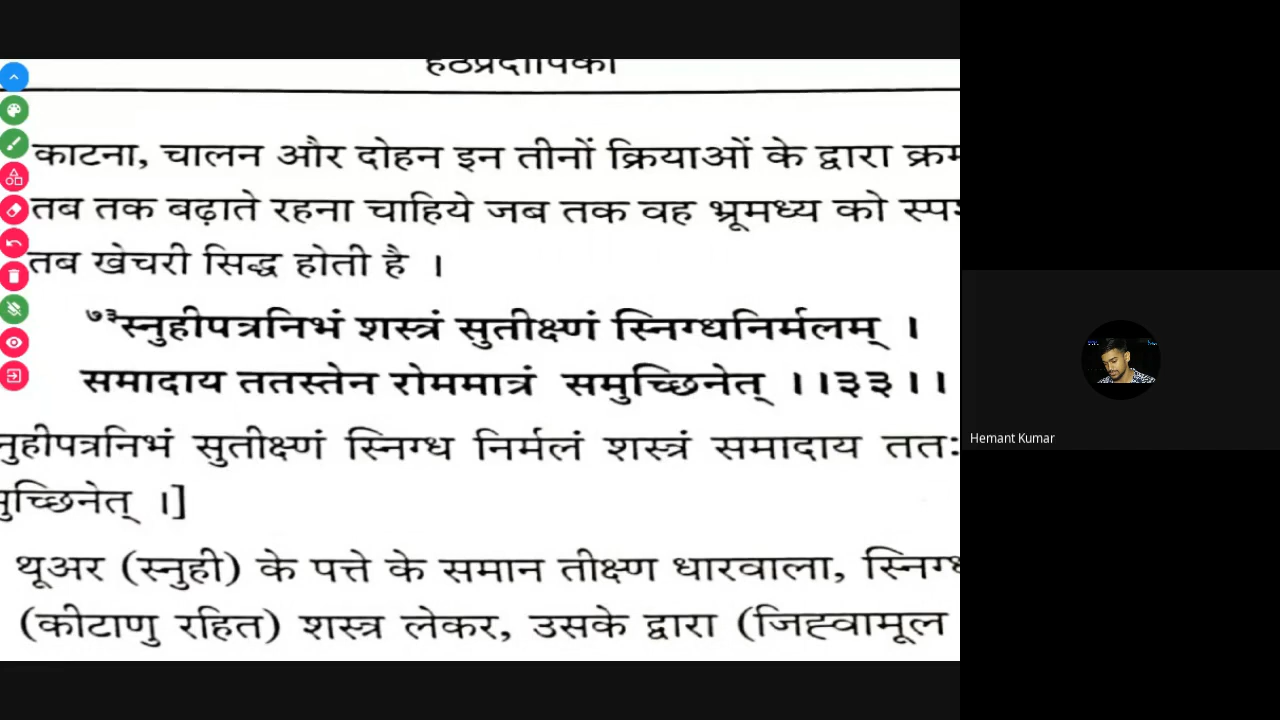 हठप्रदीपिका
काटना, चालन और दोहन इन तीनों क्रियाओं के द्वारा
तब तक बढ़ाते रहना चाहिये जब तक वह भ्रूमध्य को
तब खेचरी सिद्ध होती है ।
७३स्नुहीपत्रनिभं शस्त्रं सुतीक्ष्णं स्निग्धनिर्मलम् ।
समादाय ततस्तेन रोममात्रं समुच्छिनेत् ।।३३।।
नुहीपत्रनिभं सुतीक्ष्णं स्निग्ध निर्मलं शस्त्रं समादाय ततः
मुच्छिनेत् ।]
थूअर (स्नुही) के पत्ते के समान तीक्ष्ण धारवाला,
(कीटाणु रहित) शस्त्र लेकर, उसके द्वारा (जिह्वामूल
Hemant Kumar